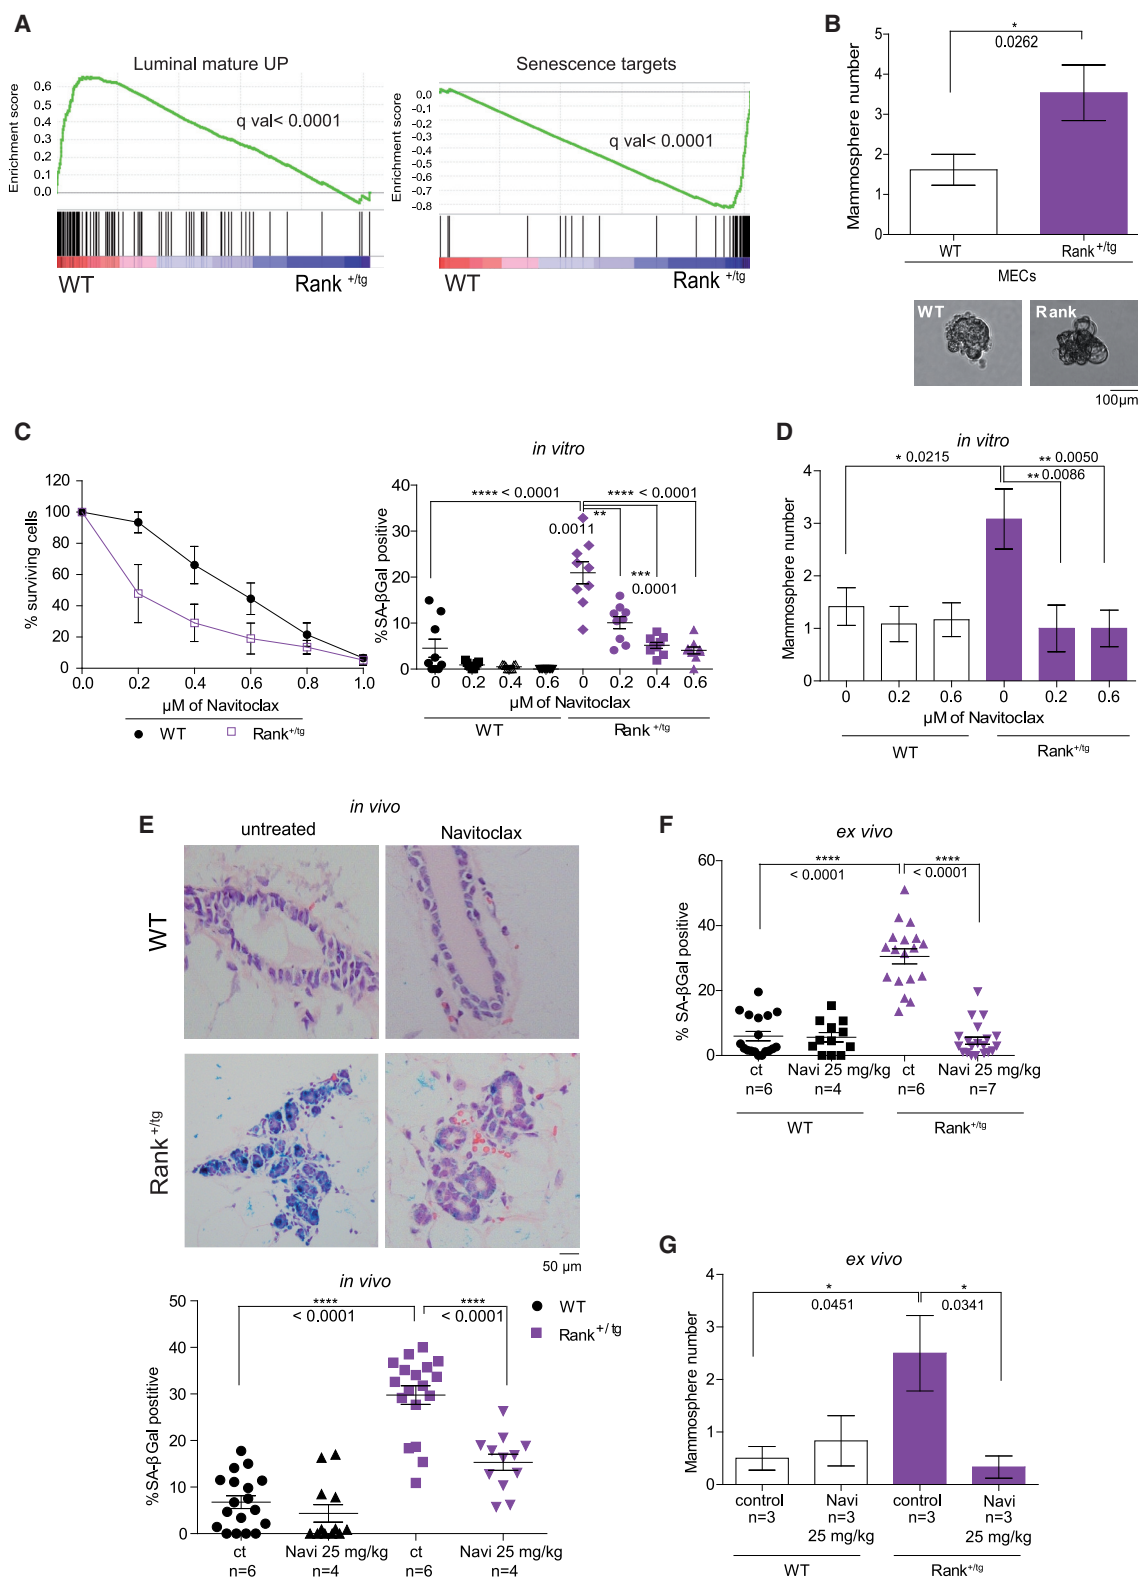 A
Luminal mature UP
Enrichment score
0.6
0.5
0.4
0.3
0.2
0.1
0.0
q val< 0.0001
WT
Rank +/tg
Senescence targets
Enrichment score
0.0
-0.1
-0.2
-0.3
-0.4
-0.5
-0.6
-0.7
-0.8
q val< 0.0001
WT
Rank +/tg
B
Mammosphere number
5
4
3
2
1
0
*
0.0262
WT
Rank+/tg
MECs
WT
Rank
100μm
C
in vitro
% surviving cells
120
100
80
60
40
20
0
0.0 0.2 0.4 0.6 0.8 1.0
μM of Navitoclax
WT
Rank+/tg
%SA-βGal positive
40
30
20
10
0
**** < 0.0001
**** < 0.0001
0.0011
**
***
0.0001
0 0.2 0.4 0.6 0 0.2 0.4 0.6
μM of Navitoclax
WT
Rank+/tg
D
in vitro
Mammosphere number
4
3
2
1
0
* 0.0215
** 0.0050
** 0.0086
0 0.2 0.6 0 0.2 0.6
μM of Navitoclax
WT
Rank+/tg
E
in vivo
untreated
Navitoclax
WT
Rank+/tg
50 μm
in vivo
%SA-βGal postitive
50
40
30
20
10
0
****
< 0.0001
****
< 0.0001
WT
Rank+/tg
ct Navi 25 mg/kg ct Navi 25 mg/kg
n=6 n=4 n=6 n=4
F
ex vivo
% SA-βGal positive
60
40
20
0
****
< 0.0001
****
< 0.0001
ct Navi 25 mg/kg ct Navi 25 mg/kg
n=6 n=4 n=6 n=7
WT
Rank+/tg
G
ex vivo
Mammosphere number
4
3
2
1
0
*
0.0451
*
0.0341
control Navi control Navi
n=3 n=3 n=3 n=3
25 mg/kg 25 mg/kg
WT
Rank+/tg